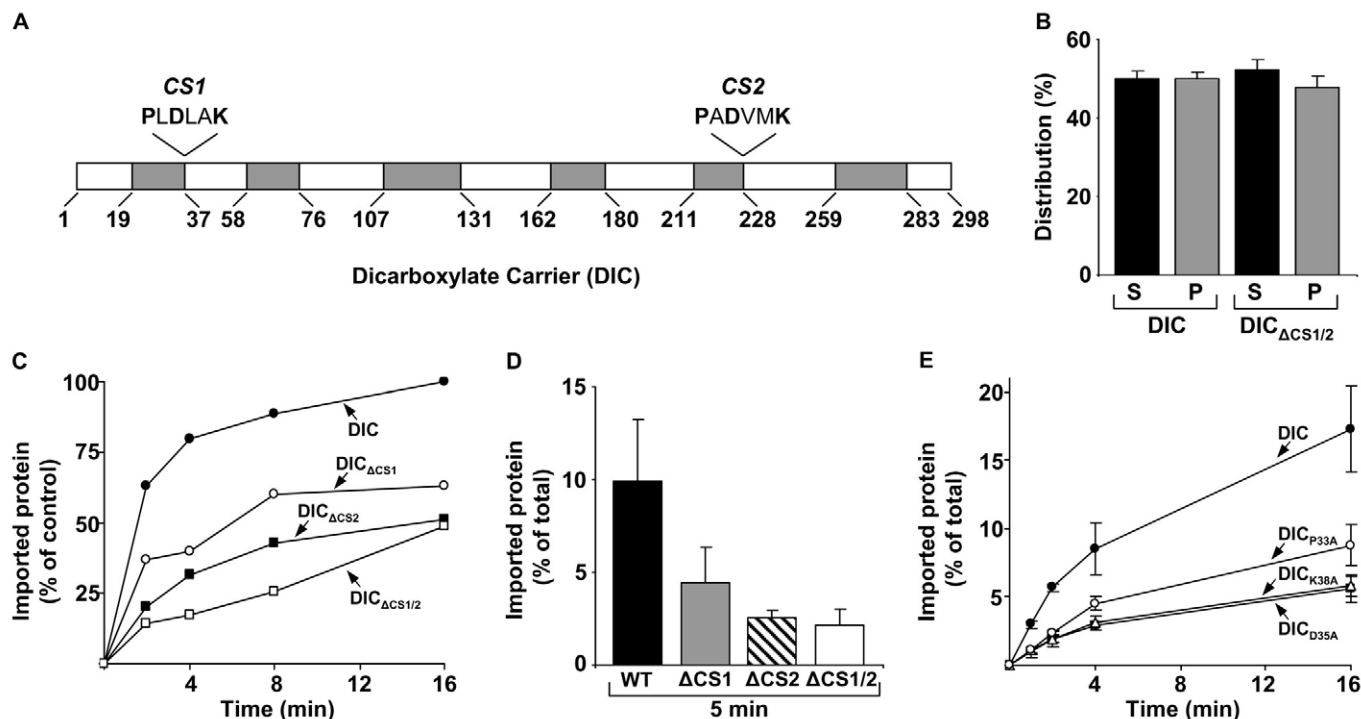 A
CS1
PLDLAK
CS2
PADVMK
1 19 37 58 76 107 131 162 180 211 228 259 283 298
Dicarboxylate Carrier (DIC)
B
Distribution (%)
60
40
20
0
S P S P
DIC DICΔCS1/2
C
Imported protein
(% of control)
100
75
50
25
DIC
DICΔCS1
DICΔCS2
DICΔCS1/2
4 8 12 16
Time (min)
D
Imported protein
(% of total)
15
10
5
0
WT ΔCS1 ΔCS2 ΔCS1/2
5 min
E
Imported protein
(% of total)
20
15
10
5
DIC
DICP33A
DICK38A
DICD35A
4 8 12 16
Time (min)